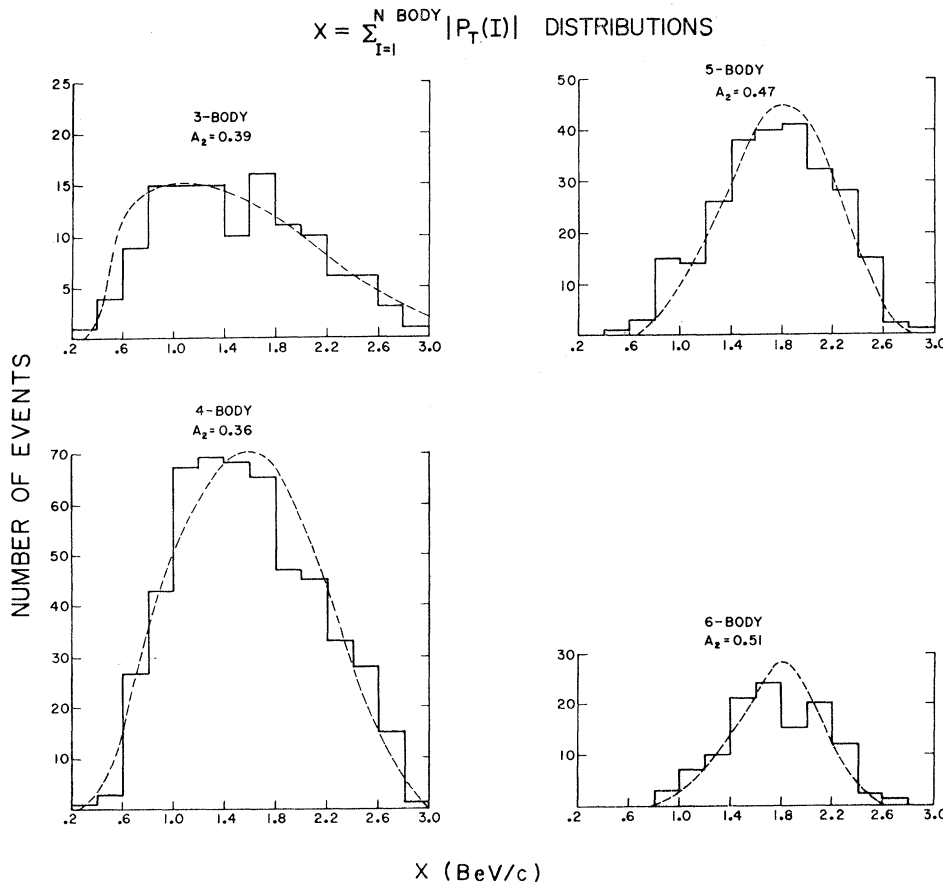 X = Σ_{I=1}^{N BODY} |P_T(I)| DISTRIBUTIONS
3-BODY
A₂ = 0.39
25
20
15
10
5
.2 .6 1.0 1.4 1.8 2.2 2.6 3.0
5-BODY
A₂ = 0.47
50
40
30
20
10
.2 .6 1.0 1.4 1.8 2.2 2.6 3.0
NUMBER OF EVENTS
4-BODY
A₂ = 0.36
70
60
50
40
30
20
10
.2 .6 1.0 1.4 1.8 2.2 2.6 3.0
6-BODY
A₂ = 0.51
30
20
10
.2 .6 1.0 1.4 1.8 2.2 2.6 3.0
X (BeV/c)